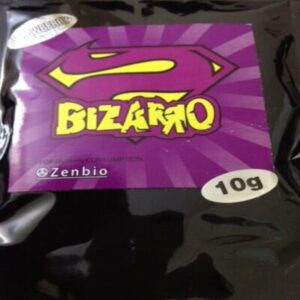 BIZARRO
FOR HUMAN CONSUMPTION
Zenbio
10g